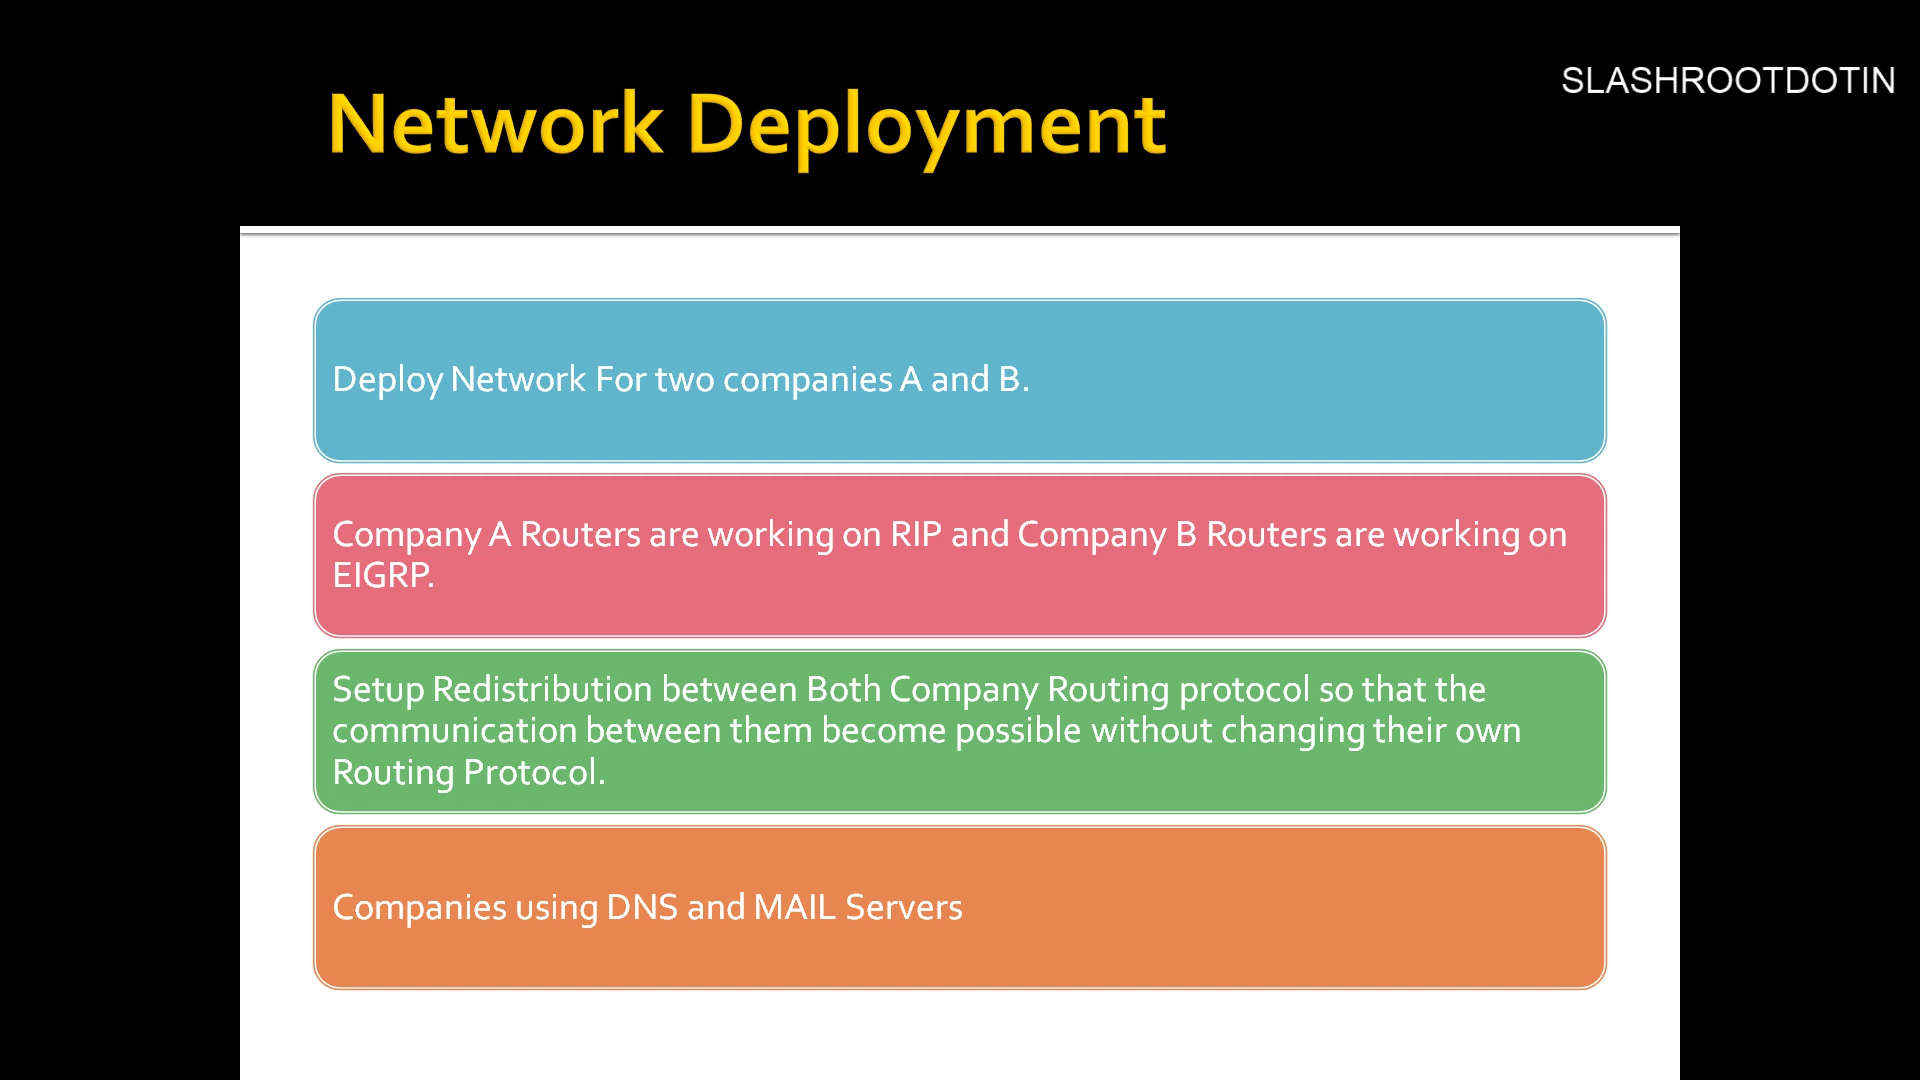 SLASHROOTDOTIN
Network Deployment
Deploy Network For two companies A and B.
Company A Routers are working on RIP and Company B Routers are working on
EIGRP.
Setup Redistribution between Both Company Routing protocol so that the
communication between them become possible without changing their own
Routing Protocol.
Companies using DNS and MAIL Servers